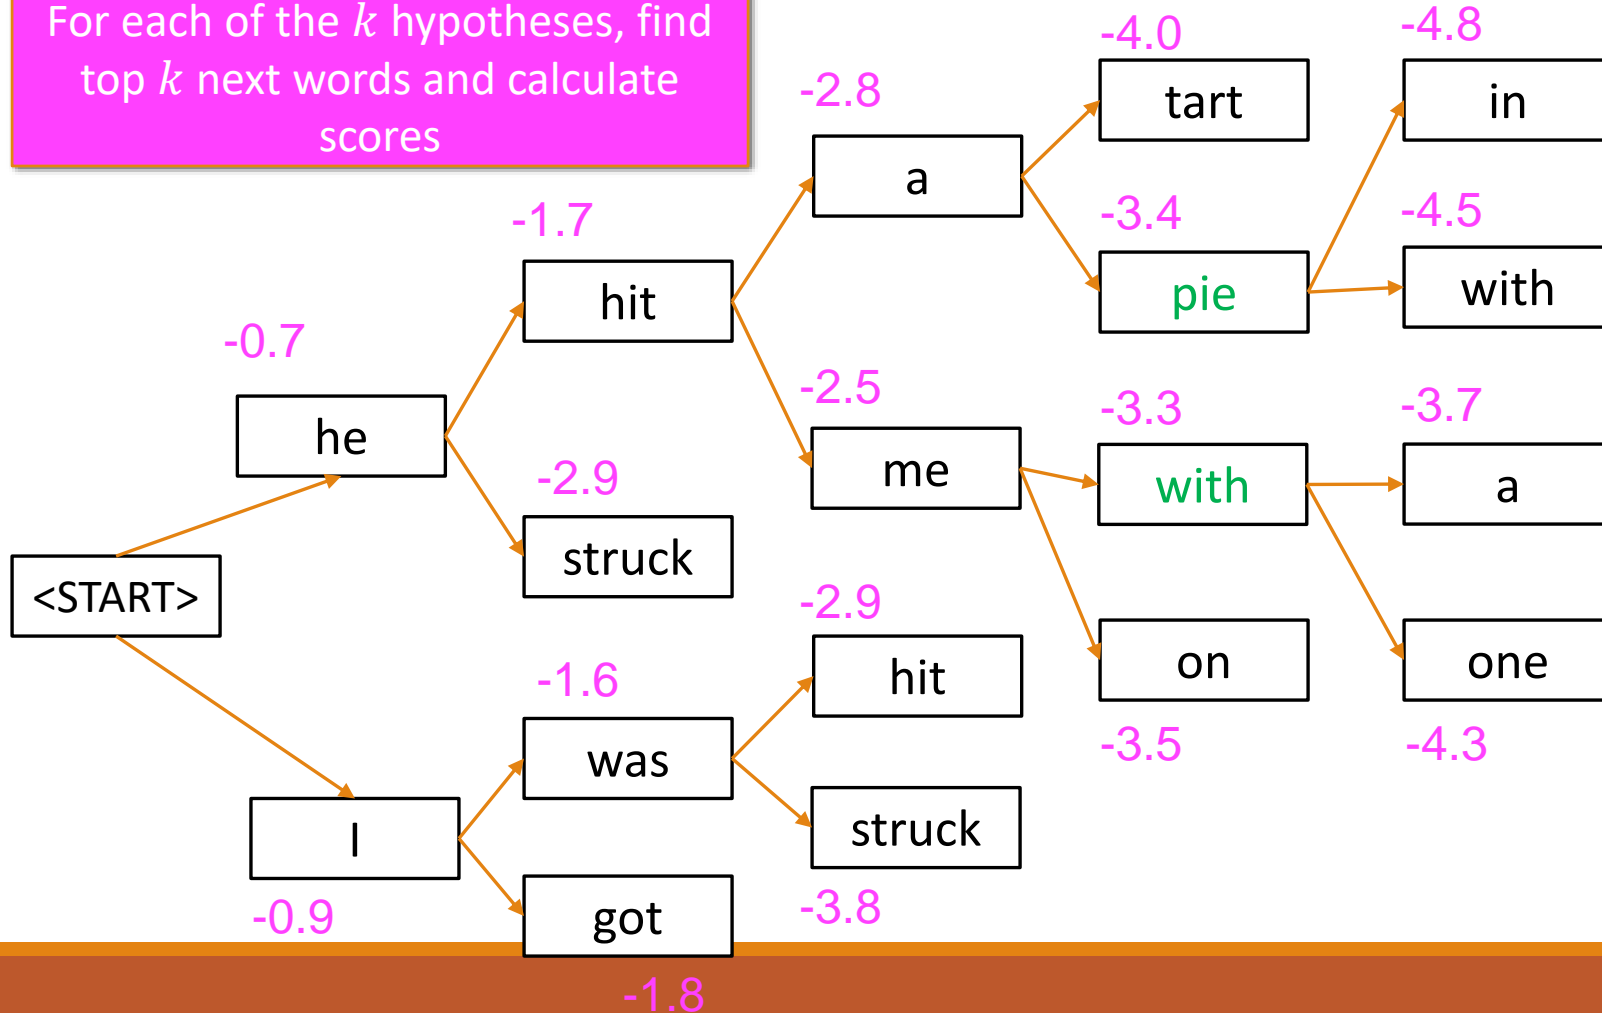 For each of the k hypotheses, find
top k next words and calculate
scores
-4.0
tart
-4.8
in
-2.8
a
-3.4
pie
-4.5
with
-1.7
hit
-0.7
he
-2.5
me
-3.3
with
-3.7
a
-2.9
struck
<START>
-2.9
hit
on
-3.5
one
-4.3
-1.6
was
struck
-3.8
I
-0.9
got
-1.8